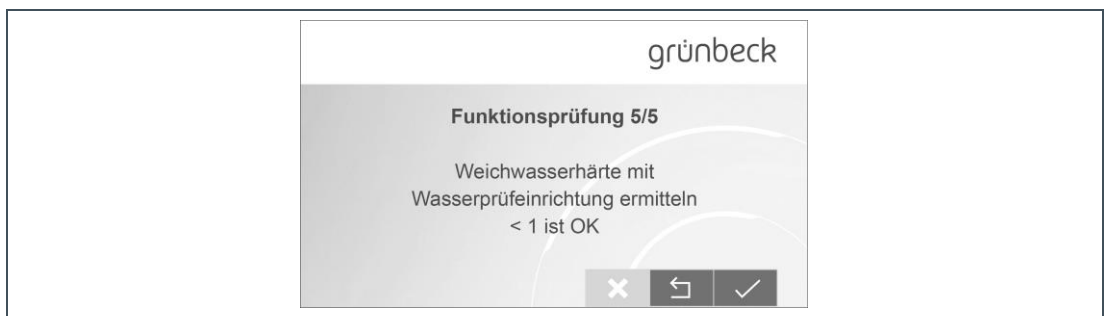 grünbeck
Funktionsprüfung 5/5
Weichwasserhärte mit
Wasserprüfeinrichtung ermitteln
< 1 ist OK